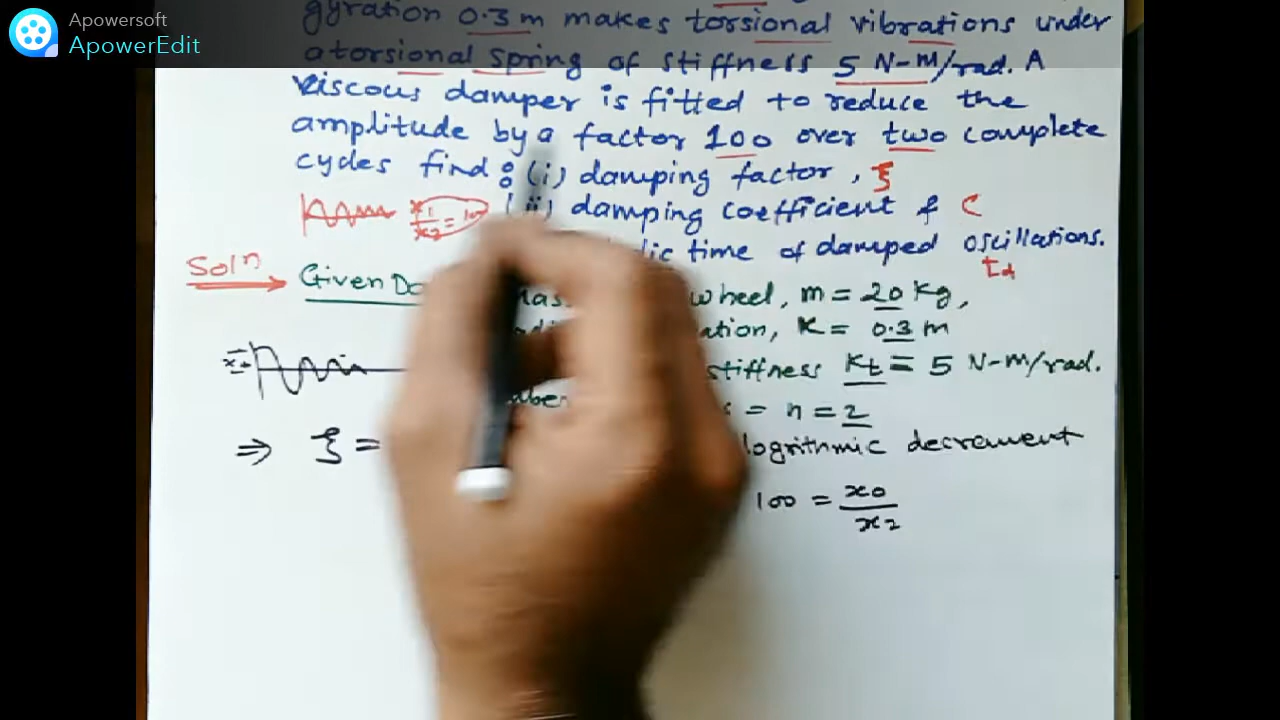 Apowersoft
ApowerEdit
gyration 0.3 m makes torsional vibrations under
a torsional spring of stiffness 5 N-M/rad. A
viscous damper is fitted to reduce the
amplitude by a factor 100 over two complete
cycles find : (i) damping factor, ξ
x1/x2 = (ii) damping coefficient & C
dic time of damped oscillations.
td
Soln Given wheel, m = 20 kg,
ation, K = 0.3 m
stiffness Kt = 5 N-M/rad.
= n = 2
⇒ ξ = logrithmic decrement
100 = x0/x2